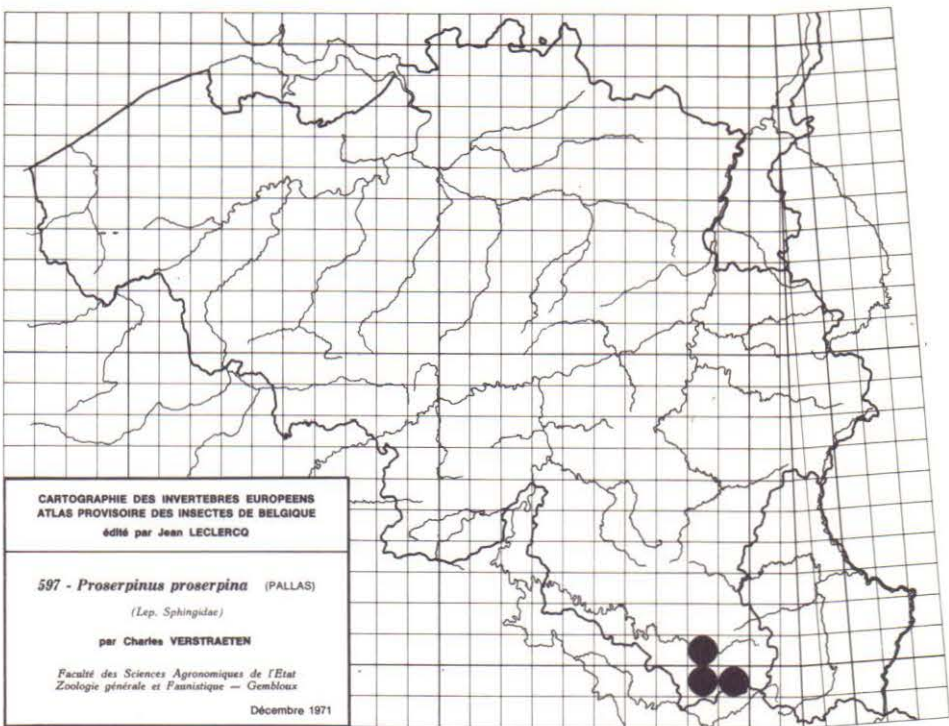 CARTOGRAPHIE DES INVERTEBRES EUROPEENS
ATLAS PROVISOIRE DES INSECTES DE BELGIQUE
édité par Jean LECLERCQ
597 - Proserpinus proserpina (PALLAS)
(Lep. Sphingidae)
par Charles VERSTRAETEN
Faculté des Sciences Agronomiques de l'Etat
Zoologie générale et Faunistique — Gembloux
Décembre 1971